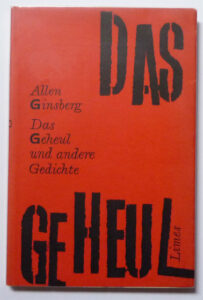 DAS
Allen
Ginsberg
Das
Geheul
und andere
Gedichte
Limes
GEHEUL